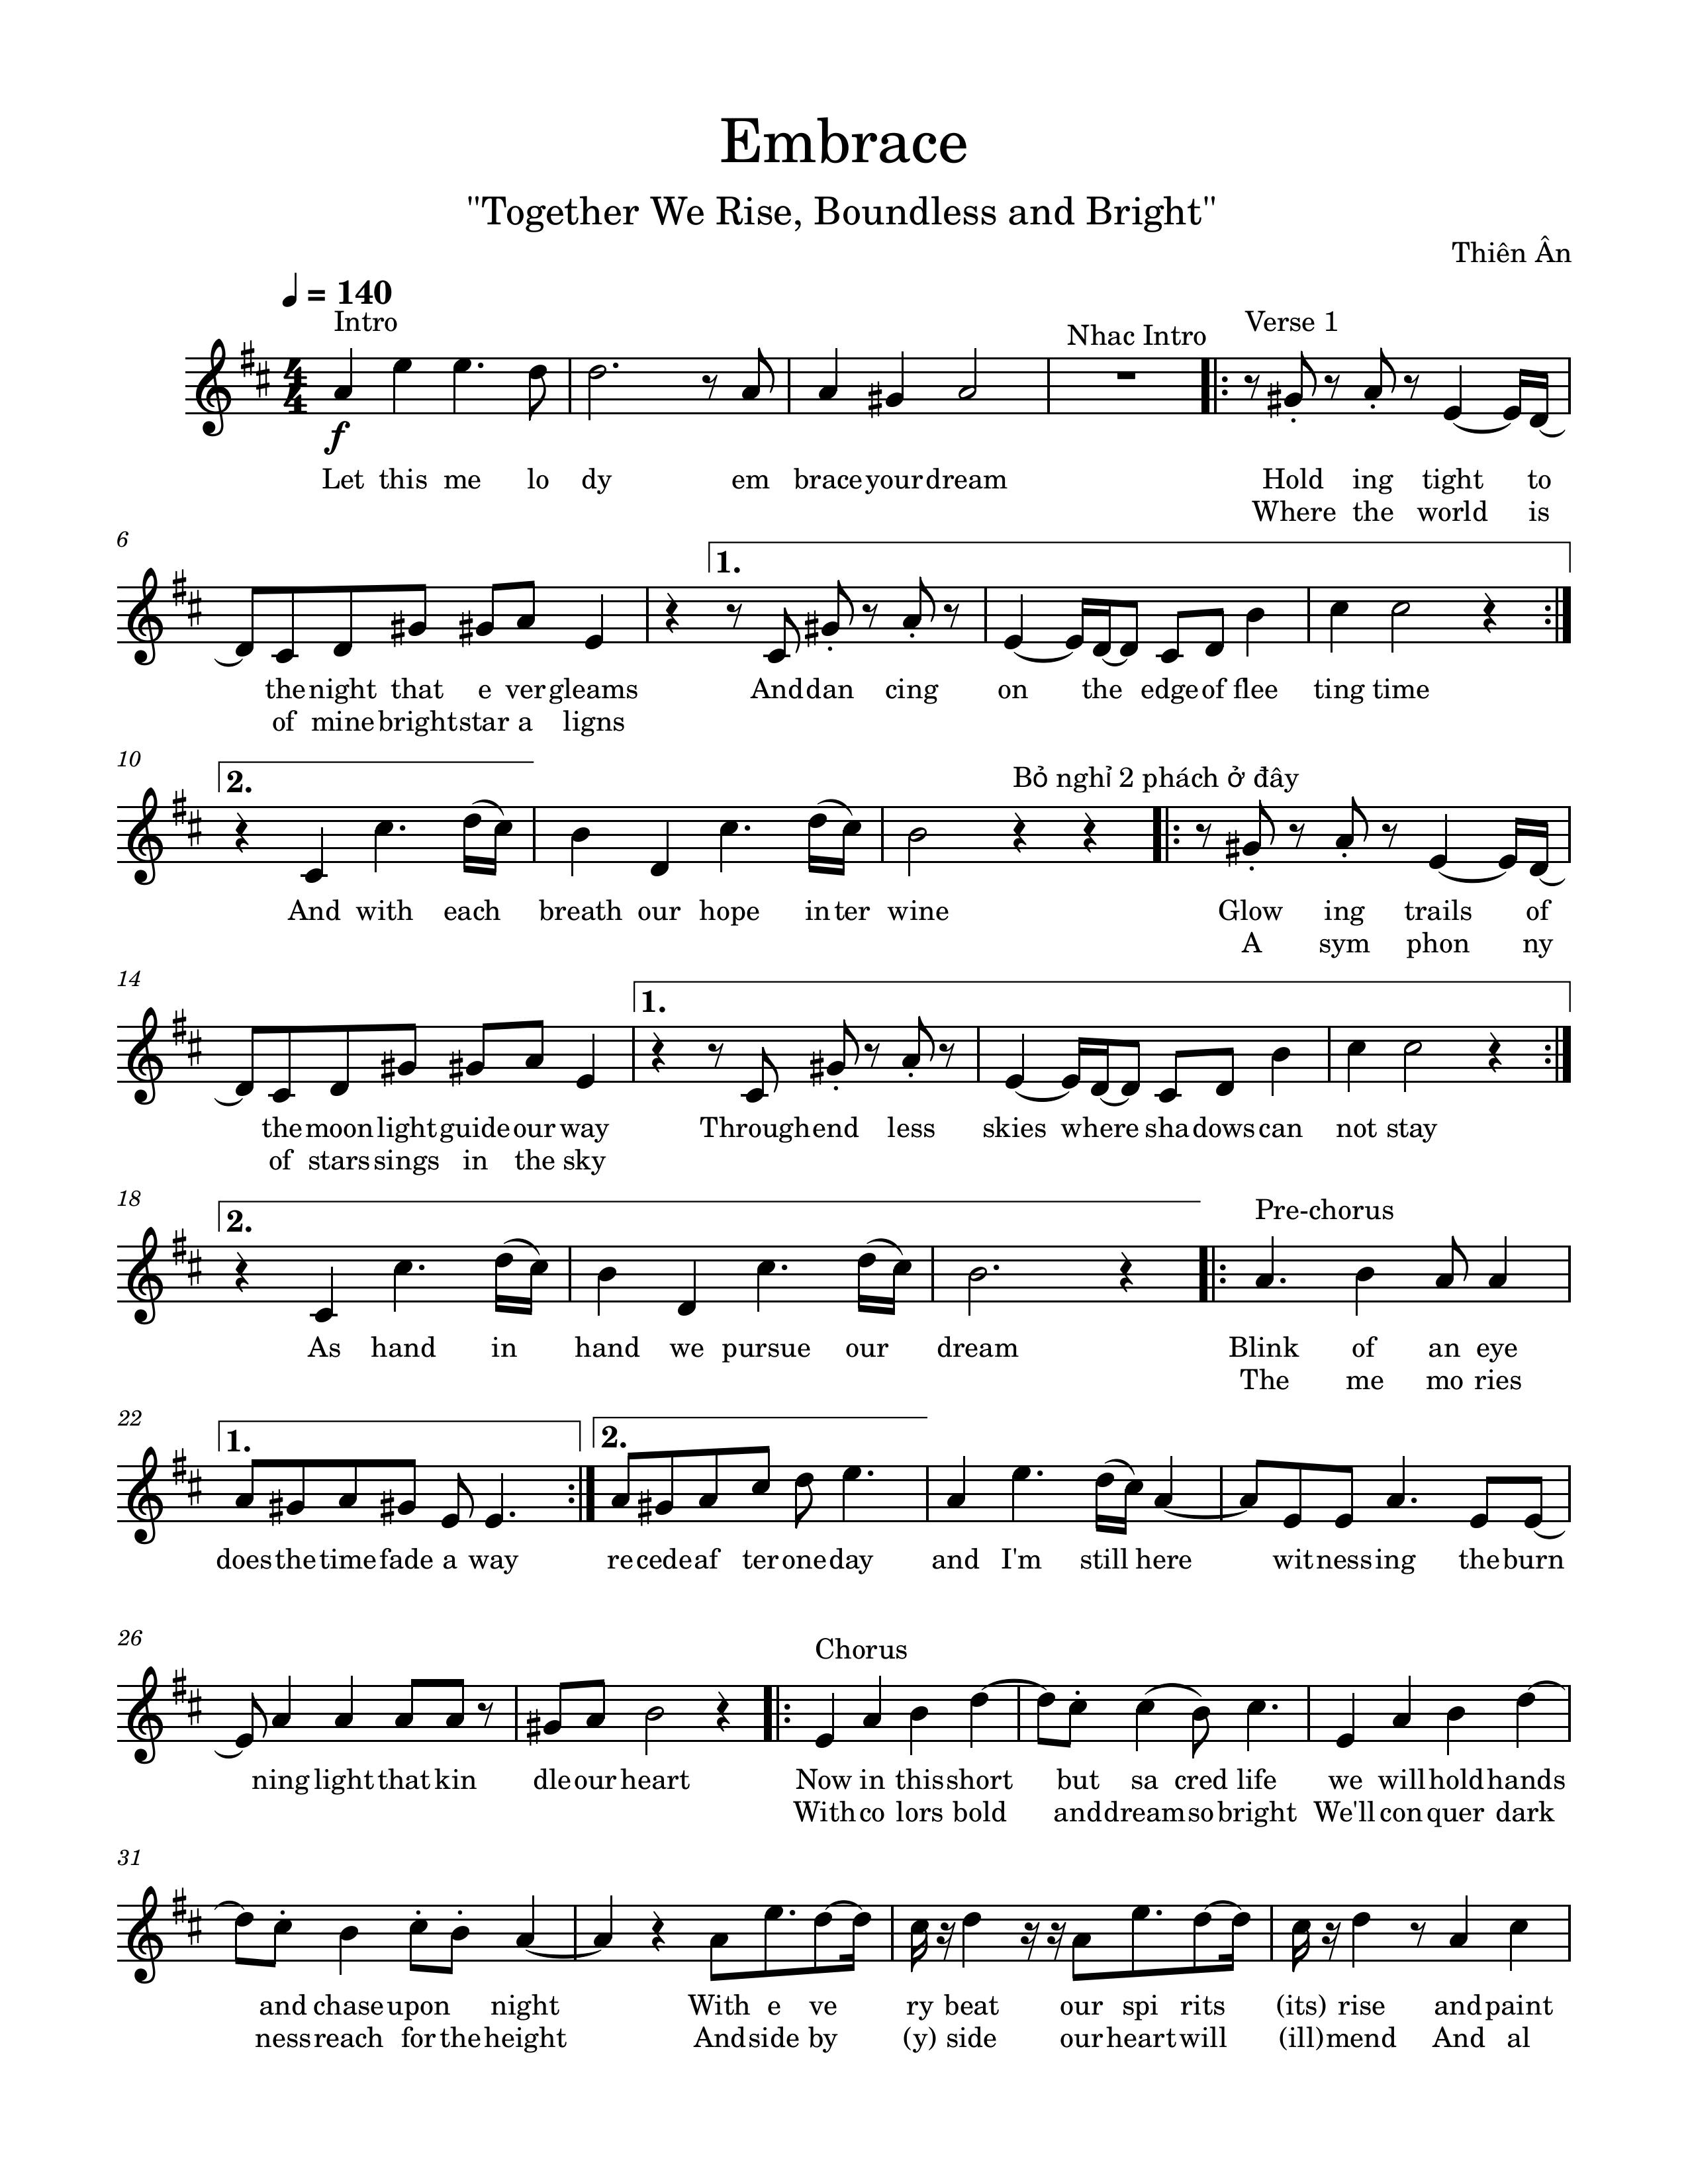 Embrace
"Together We Rise, Boundless and Bright"
Thiên Ân
= 140
Intro
Nhac Intro
Verse 1
f
Let this me lo dy em brace your dream Hold ing tight to
Where the world is
6
1.
the night that e ver gleams And dan cing on the edge of flee ting time
of mine bright star a ligns
10
2.
Bỏ nghỉ 2 phách ở đây
And with each breath our hope in ter wine Glow ing trails of
A sym phon ny
14
1.
the moon light guide our way Through end less skies where sha dows can not stay
of stars sings in the sky
18
2.
Pre-chorus
As hand in hand we pursue our dream Blink of an eye
The me mo ries
22
1.
2.
does the time fade a way re cede af ter one day and I'm still here wit ness ing the burn
26
Chorus
ning light that kin dle our heart Now in this short but sa cred life we will hold hands
With co lors bold and dream so bright We'll con quer dark
31
and chase upon night With e ve ry beat our spi rits (its) rise and paint
ness reach for the height And side by (y) side our heart will (ill) mend And al